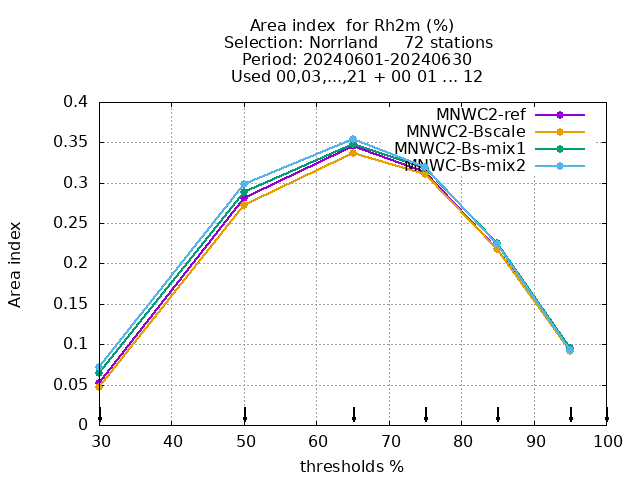 Area index  for Rh2m (%)
Selection: Norrland     72 stations
Period: 20240601-20240630
Used 00,03,...,21 + 00 01 ... 12
MNWC2-ref
MNWC2-Bscale
MNWC2-Bs-mix1
MNWC-Bs-mix2
Area index
0.4
0.35
0.3
0.25
0.2
0.15
0.1
0.05
0
30 40 50 60 70 80 90 100
thresholds %